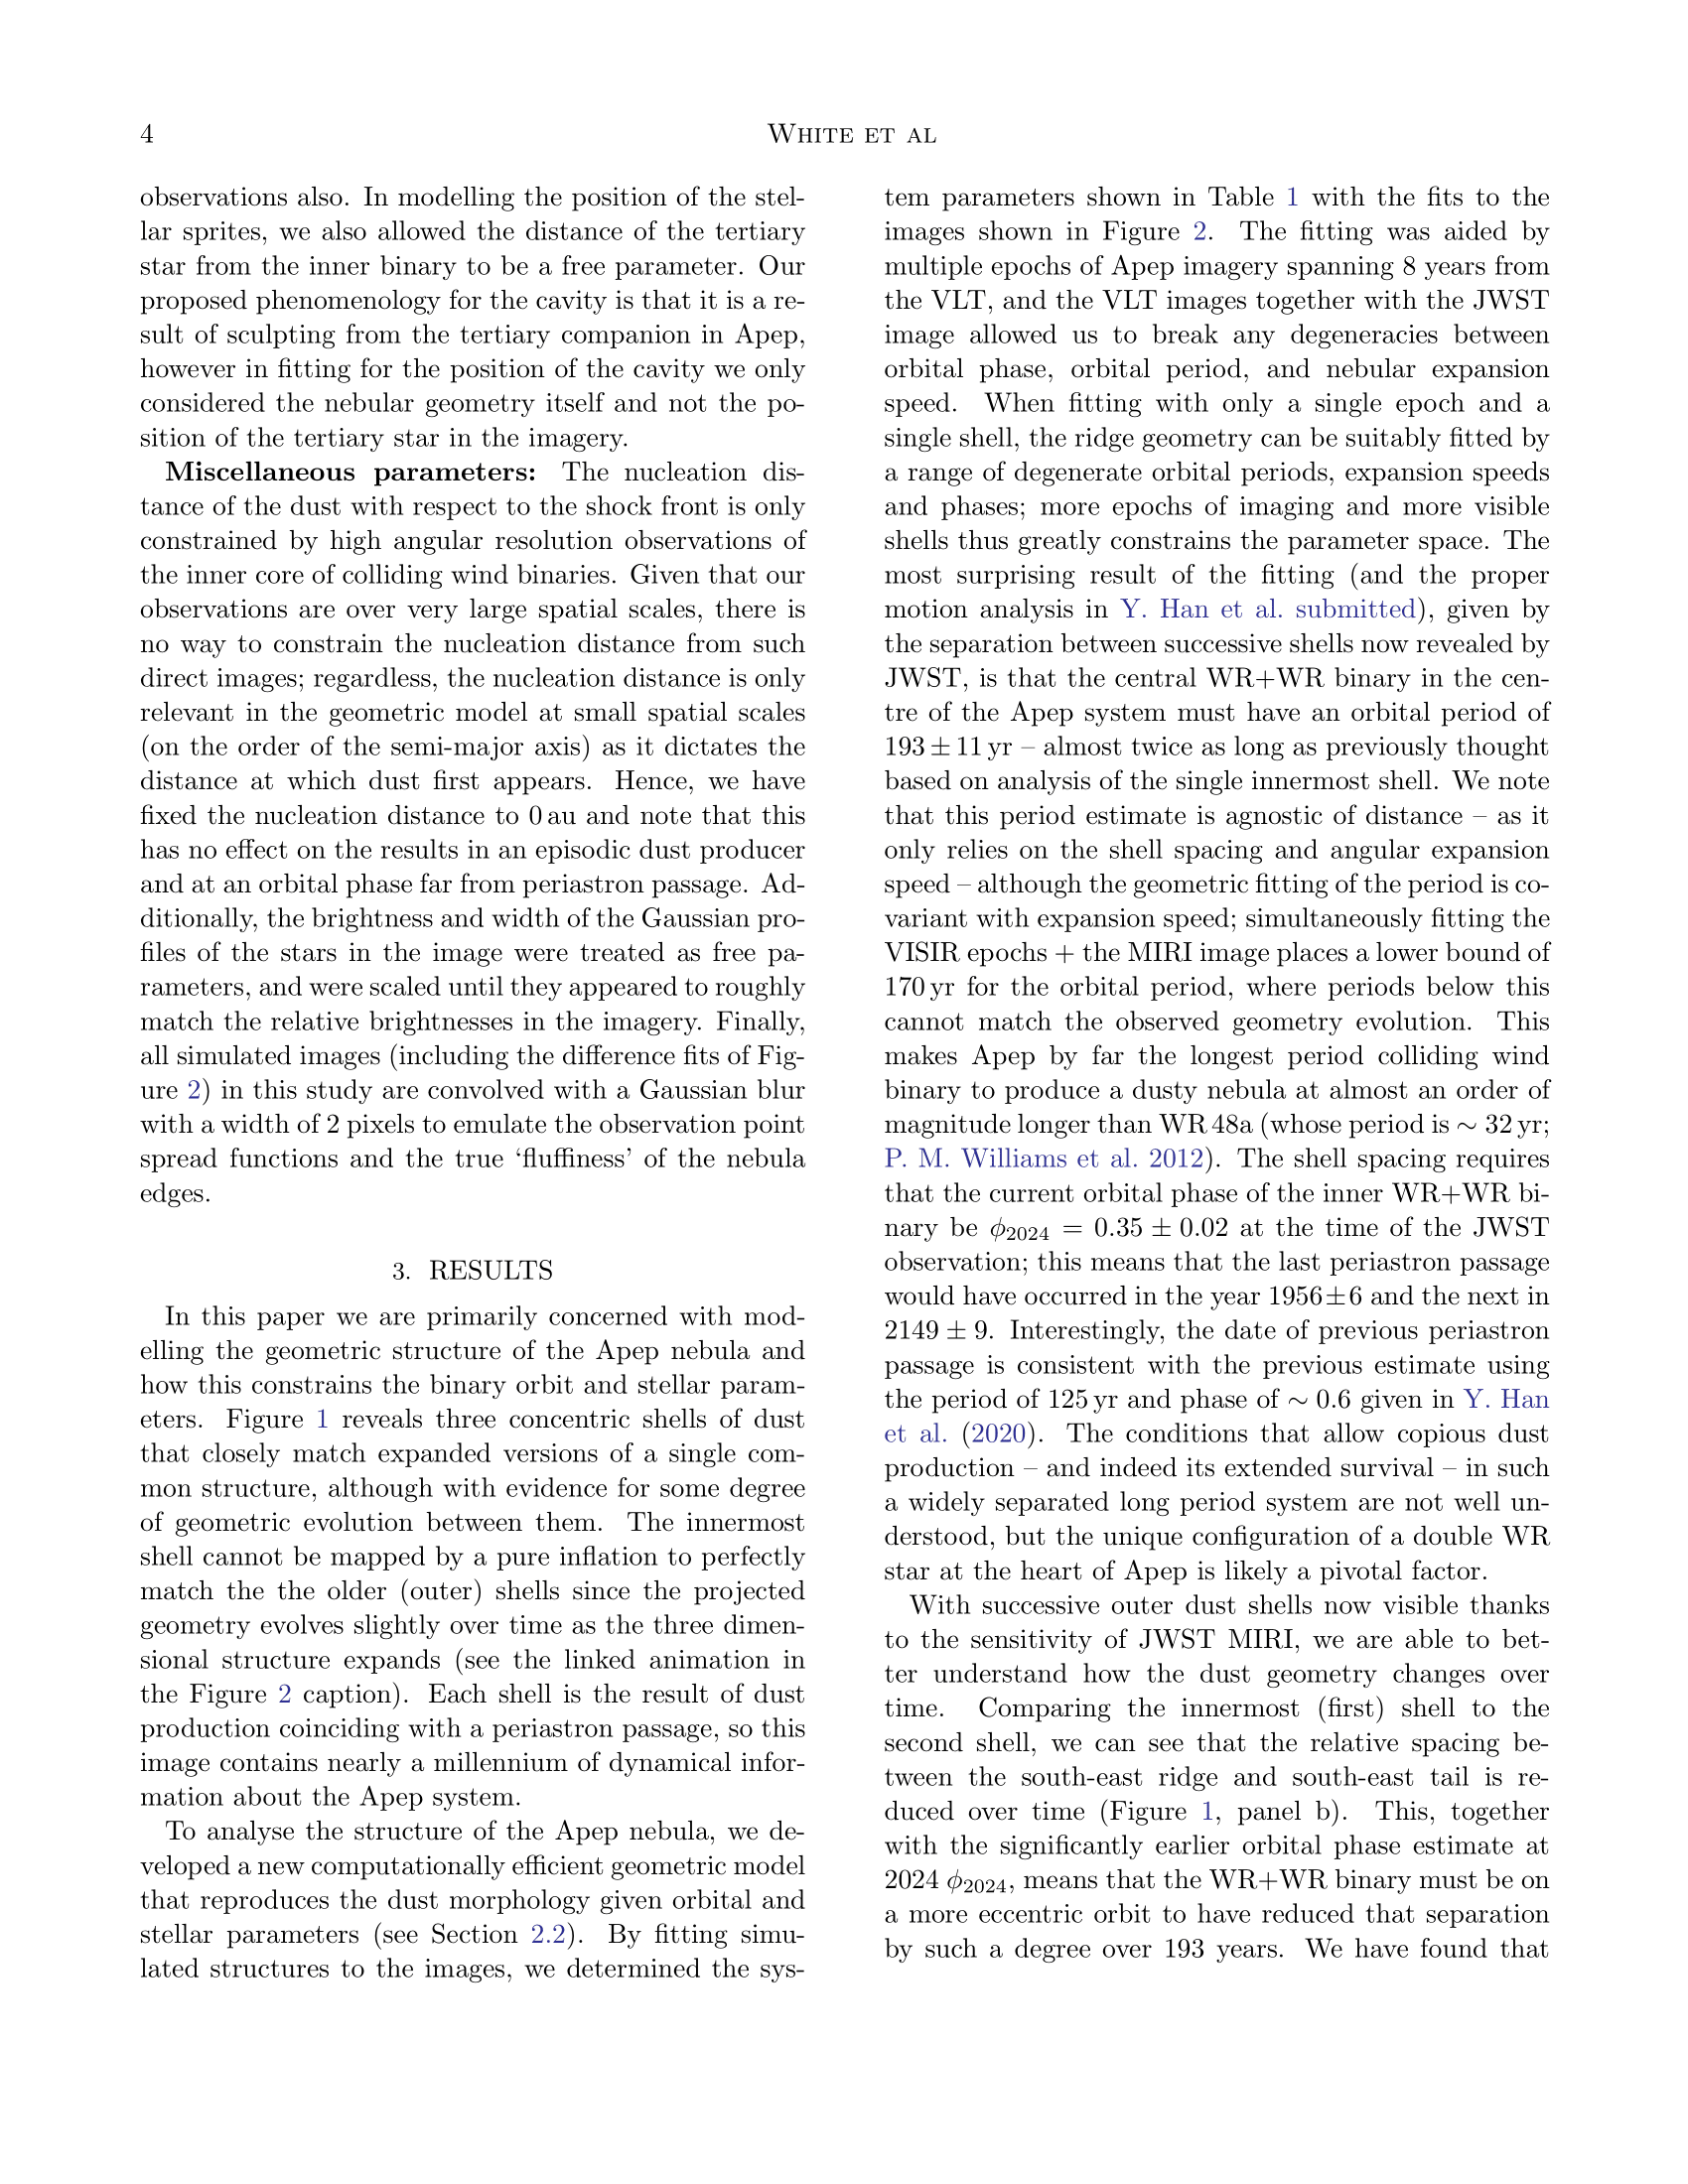 4
WHITE ET AL
observations also. In modelling the position of the stel-
lar sprites, we also allowed the distance of the tertiary
star from the inner binary to be a free parameter. Our
proposed phenomenology for the cavity is that it is a re-
sult of sculpting from the tertiary companion in Apep,
however in fitting for the position of the cavity we only
considered the nebular geometry itself and not the po-
sition of the tertiary star in the imagery.
Miscellaneous parameters: The nucleation dis-
tance of the dust with respect to the shock front is only
constrained by high angular resolution observations of
the inner core of colliding wind binaries. Given that our
observations are over very large spatial scales, there is
no way to constrain the nucleation distance from such
direct images; regardless, the nucleation distance is only
relevant in the geometric model at small spatial scales
(on the order of the semi-major axis) as it dictates the
distance at which dust first appears. Hence, we have
fixed the nucleation distance to 0 au and note that this
has no effect on the results in an episodic dust producer
and at an orbital phase far from periastron passage. Ad-
ditionally, the brightness and width of the Gaussian pro-
files of the stars in the image were treated as free pa-
rameters, and were scaled until they appeared to roughly
match the relative brightnesses in the imagery. Finally,
all simulated images (including the difference fits of Fig-
ure 2) in this study are convolved with a Gaussian blur
with a width of 2 pixels to emulate the observation point
spread functions and the true ‘fluffiness’ of the nebula
edges.
3. RESULTS
In this paper we are primarily concerned with mod-
elling the geometric structure of the Apep nebula and
how this constrains the binary orbit and stellar param-
eters. Figure 1 reveals three concentric shells of dust
that closely match expanded versions of a single com-
mon structure, although with evidence for some degree
of geometric evolution between them. The innermost
shell cannot be mapped by a pure inflation to perfectly
match the the older (outer) shells since the projected
geometry evolves slightly over time as the three dimen-
sional structure expands (see the linked animation in
the Figure 2 caption). Each shell is the result of dust
production coinciding with a periastron passage, so this
image contains nearly a millennium of dynamical infor-
mation about the Apep system.
To analyse the structure of the Apep nebula, we de-
veloped a new computationally efficient geometric model
that reproduces the dust morphology given orbital and
stellar parameters (see Section 2.2). By fitting simu-
lated structures to the images, we determined the sys-
tem parameters shown in Table 1 with the fits to the
images shown in Figure 2. The fitting was aided by
multiple epochs of Apep imagery spanning 8 years from
the VLT, and the VLT images together with the JWST
image allowed us to break any degeneracies between
orbital phase, orbital period, and nebular expansion
speed. When fitting with only a single epoch and a
single shell, the ridge geometry can be suitably fitted by
a range of degenerate orbital periods, expansion speeds
and phases; more epochs of imaging and more visible
shells thus greatly constrains the parameter space. The
most surprising result of the fitting (and the proper
motion analysis in Y. Han et al. submitted), given by
the separation between successive shells now revealed by
JWST, is that the central WR+WR binary in the cen-
tre of the Apep system must have an orbital period of
193 ± 11 yr – almost twice as long as previously thought
based on analysis of the single innermost shell. We note
that this period estimate is agnostic of distance – as it
only relies on the shell spacing and angular expansion
speed – although the geometric fitting of the period is co-
variant with expansion speed; simultaneously fitting the
VISIR epochs + the MIRI image places a lower bound of
170 yr for the orbital period, where periods below this
cannot match the observed geometry evolution. This
makes Apep by far the longest period colliding wind
binary to produce a dusty nebula at almost an order of
magnitude longer than WR 48a (whose period is ∼ 32 yr;
P. M. Williams et al. 2012). The shell spacing requires
that the current orbital phase of the inner WR+WR bi-
nary be ϕ2024 = 0.35 ± 0.02 at the time of the JWST
observation; this means that the last periastron passage
would have occurred in the year 1956±6 and the next in
2149 ± 9. Interestingly, the date of previous periastron
passage is consistent with the previous estimate using
the period of 125 yr and phase of ∼ 0.6 given in Y. Han
et al. (2020). The conditions that allow copious dust
production – and indeed its extended survival – in such
a widely separated long period system are not well un-
derstood, but the unique configuration of a double WR
star at the heart of Apep is likely a pivotal factor.
With successive outer dust shells now visible thanks
to the sensitivity of JWST MIRI, we are able to bet-
ter understand how the dust geometry changes over
time. Comparing the innermost (first) shell to the
second shell, we can see that the relative spacing be-
tween the south-east ridge and south-east tail is re-
duced over time (Figure 1, panel b). This, together
with the significantly earlier orbital phase estimate at
2024 ϕ2024, means that the WR+WR binary must be on
a more eccentric orbit to have reduced that separation
by such a degree over 193 years. We have found that